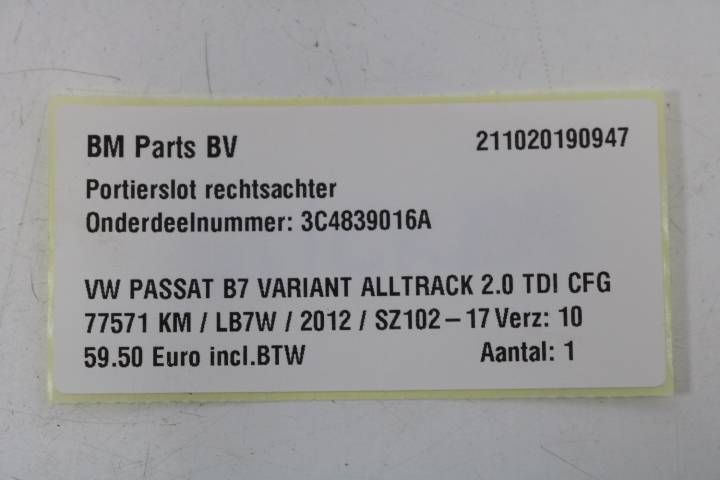 BM Parts BV 211020190947
Portierslot rechtsachter
Onderdeelnummer: 3C4839016A
VW PASSAT B7 VARIANT ALLTRACK 2.0 TDI CFG
77571 KM / LB7W / 2012 / SZ102-17 Verz: 10
59.50 Euro incl.BTW Aantal: 1